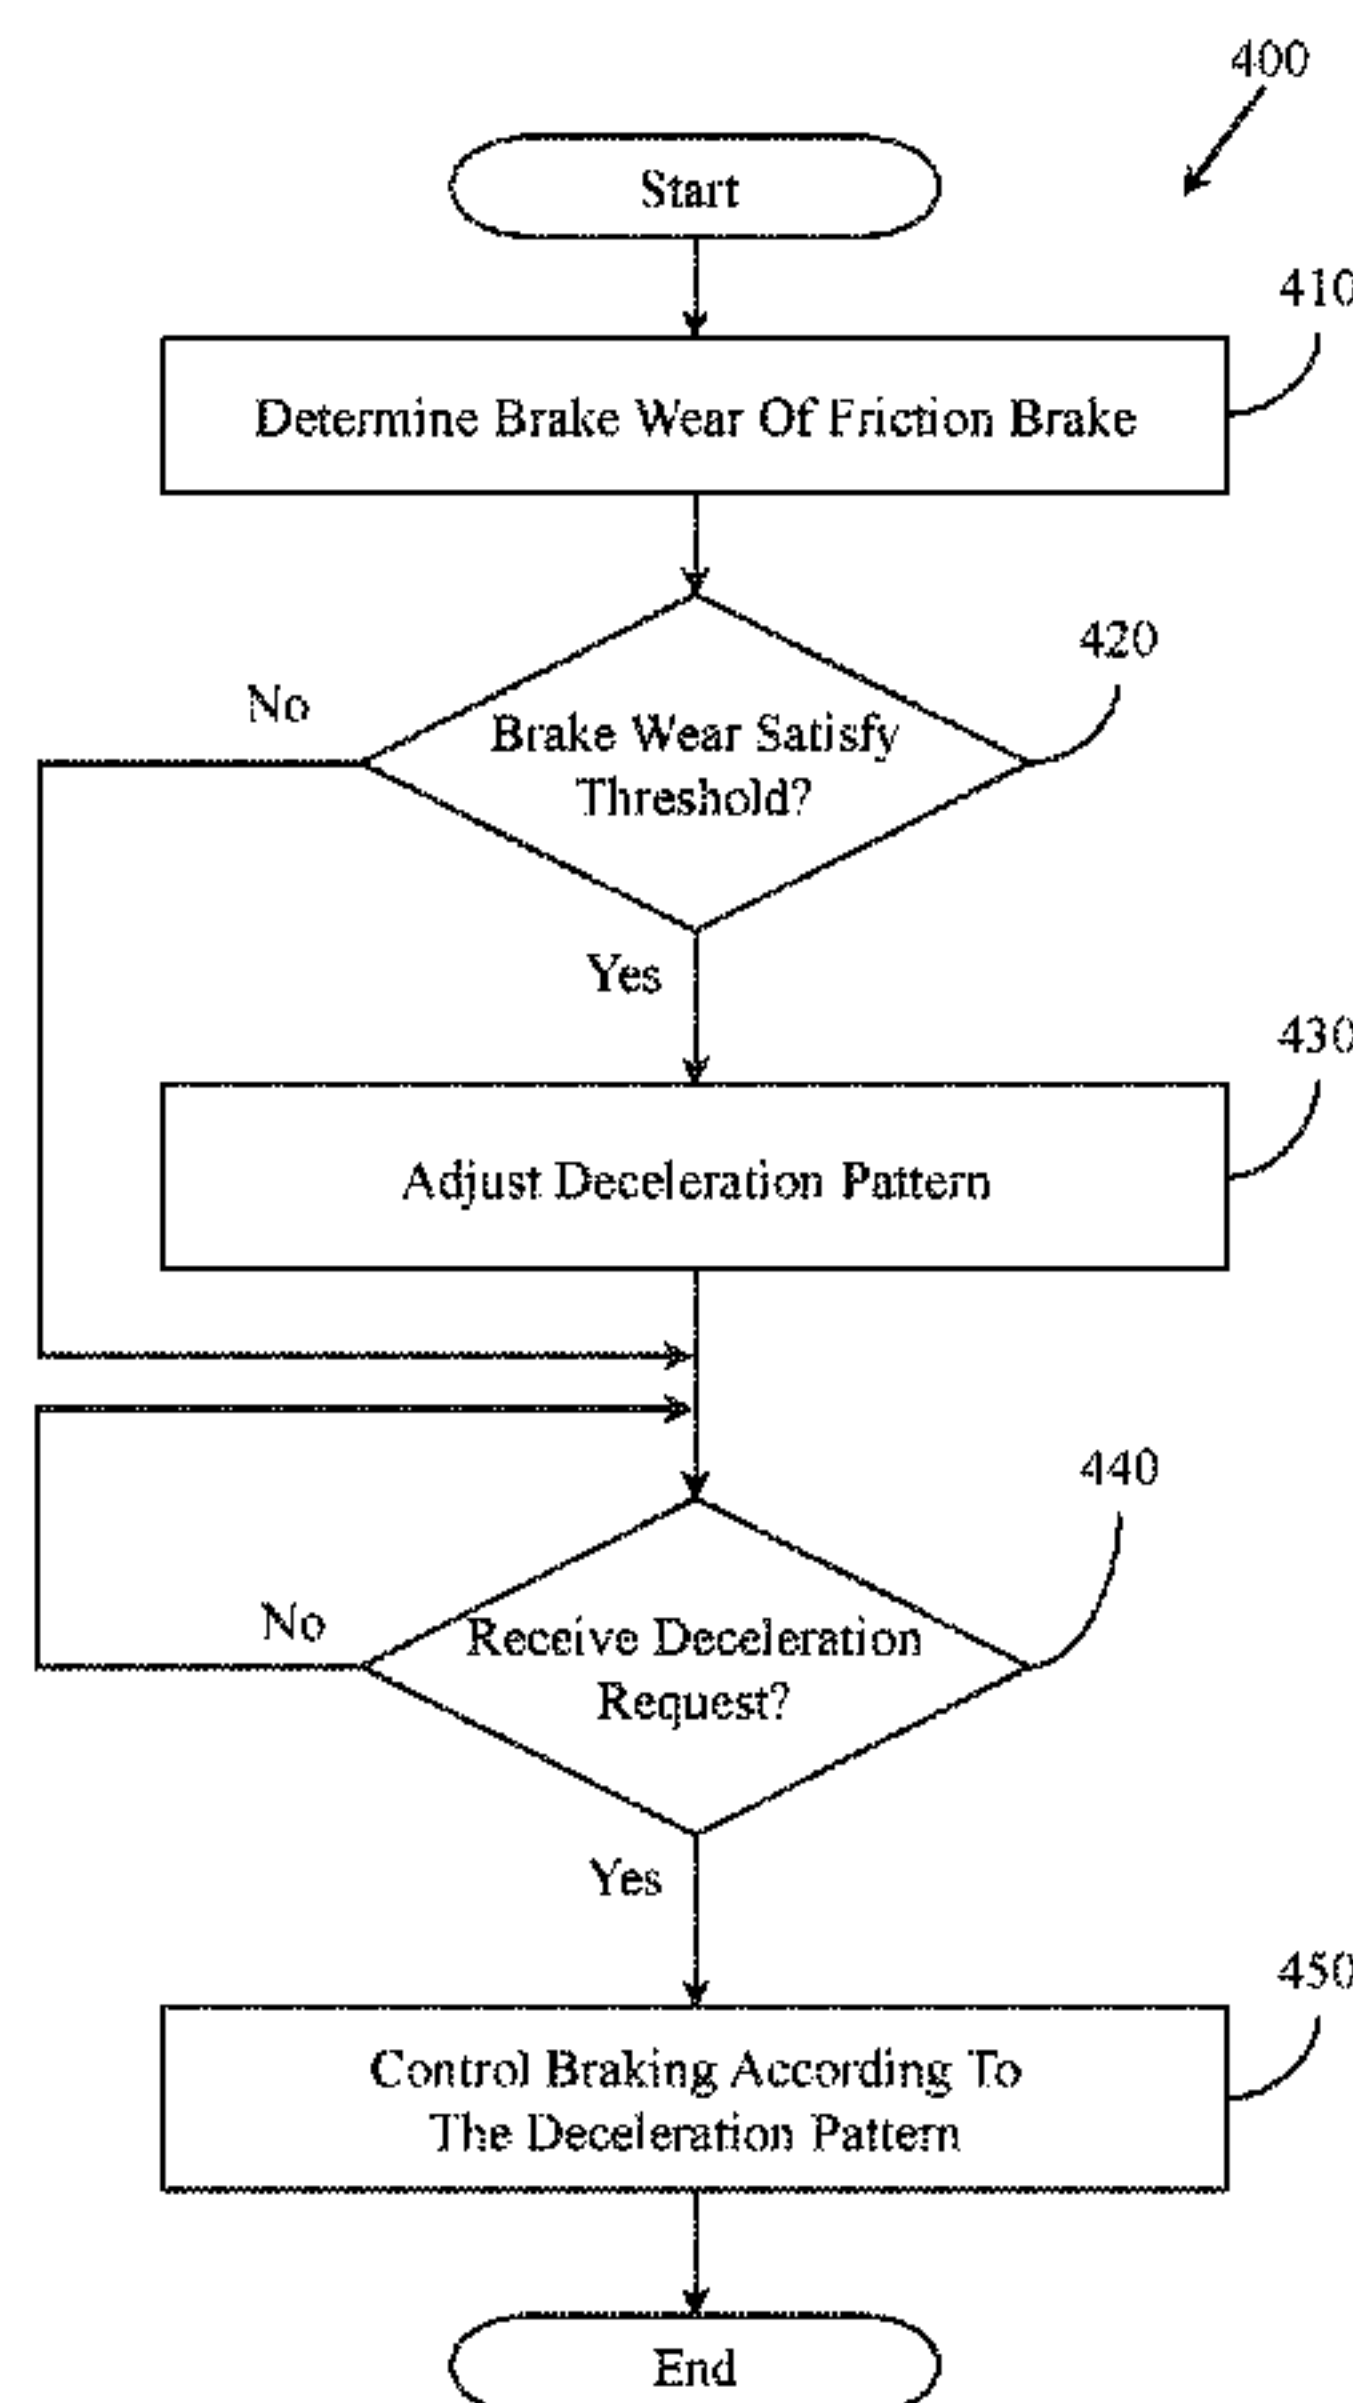 400
Start
410
Determine Brake Wear Of Friction Brake
420
No
Brake Wear Satisfy
Threshold?
Yes
430
Adjust Deceleration Pattern
440
No
Receive Deceleration
Request?
Yes
450
Control Braking According To
The Deceleration Pattern
End